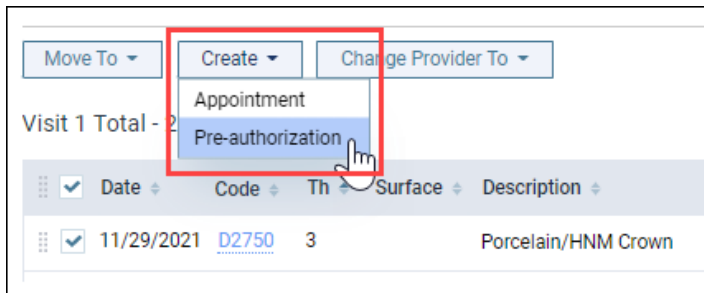 Move To Create Change Provider To
Appointment
Visit 1 Total - 2
Pre-authorization
Date Code Th Surface Description
11/29/2021 D2750 3 Porcelain/HNM Crown